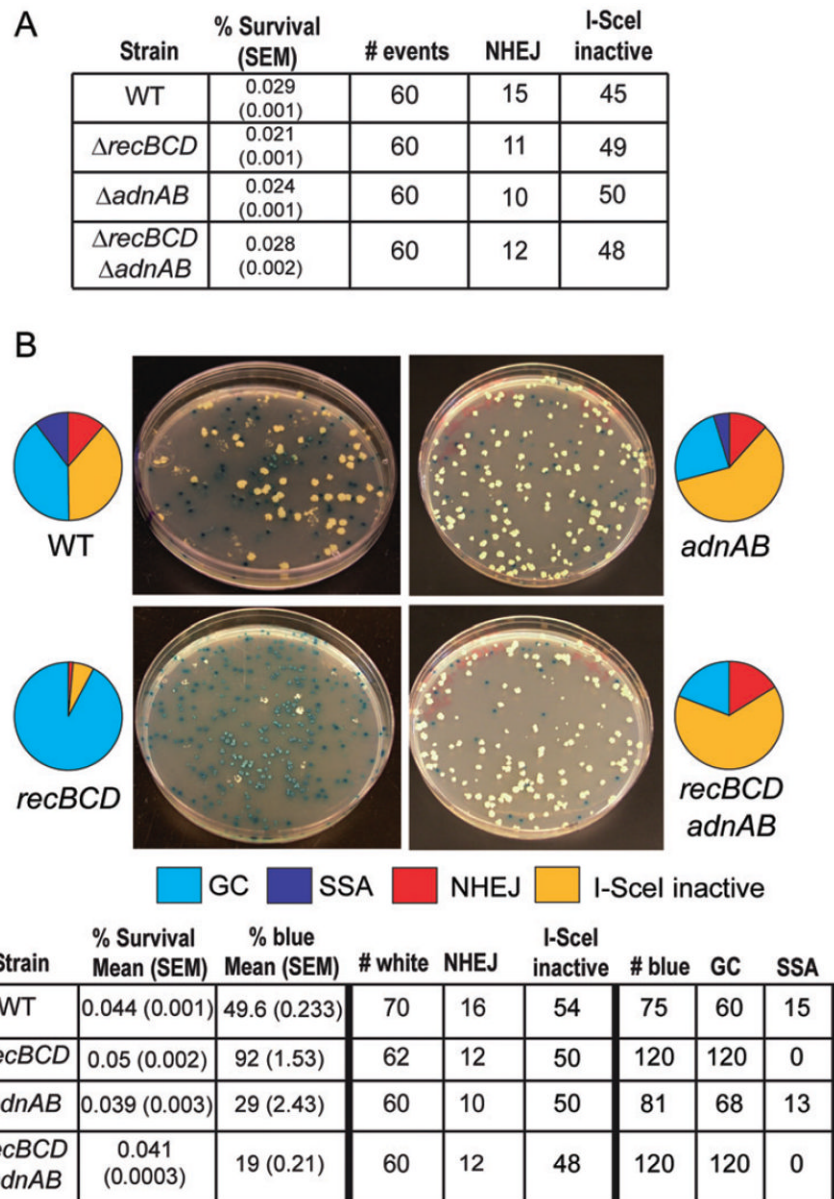 A
Strain % Survival (SEM) # events NHEJ I-SceI inactive
WT 0.029 (0.001) 60 15 45
ΔrecBCD 0.021 (0.001) 60 11 49
ΔadnAB 0.024 (0.001) 60 10 50
ΔrecBCD ΔadnAB 0.028 (0.002) 60 12 48
B
WT
adnAB
recBCD
recBCD
adnAB
GC SSA NHEJ I-SceI inactive
Strain % Survival Mean (SEM) % blue Mean (SEM) # white NHEJ I-SceI inactive # blue GC SSA
WT 0.044 (0.001) 49.6 (0.233) 70 16 54 75 60 15
ecBCD 0.05 (0.002) 92 (1.53) 62 12 50 120 120 0
dnAB 0.039 (0.003) 29 (2.43) 60 10 50 81 68 13
ecBCD dnAB 0.041 (0.0003) 19 (0.21) 60 12 48 120 120 0